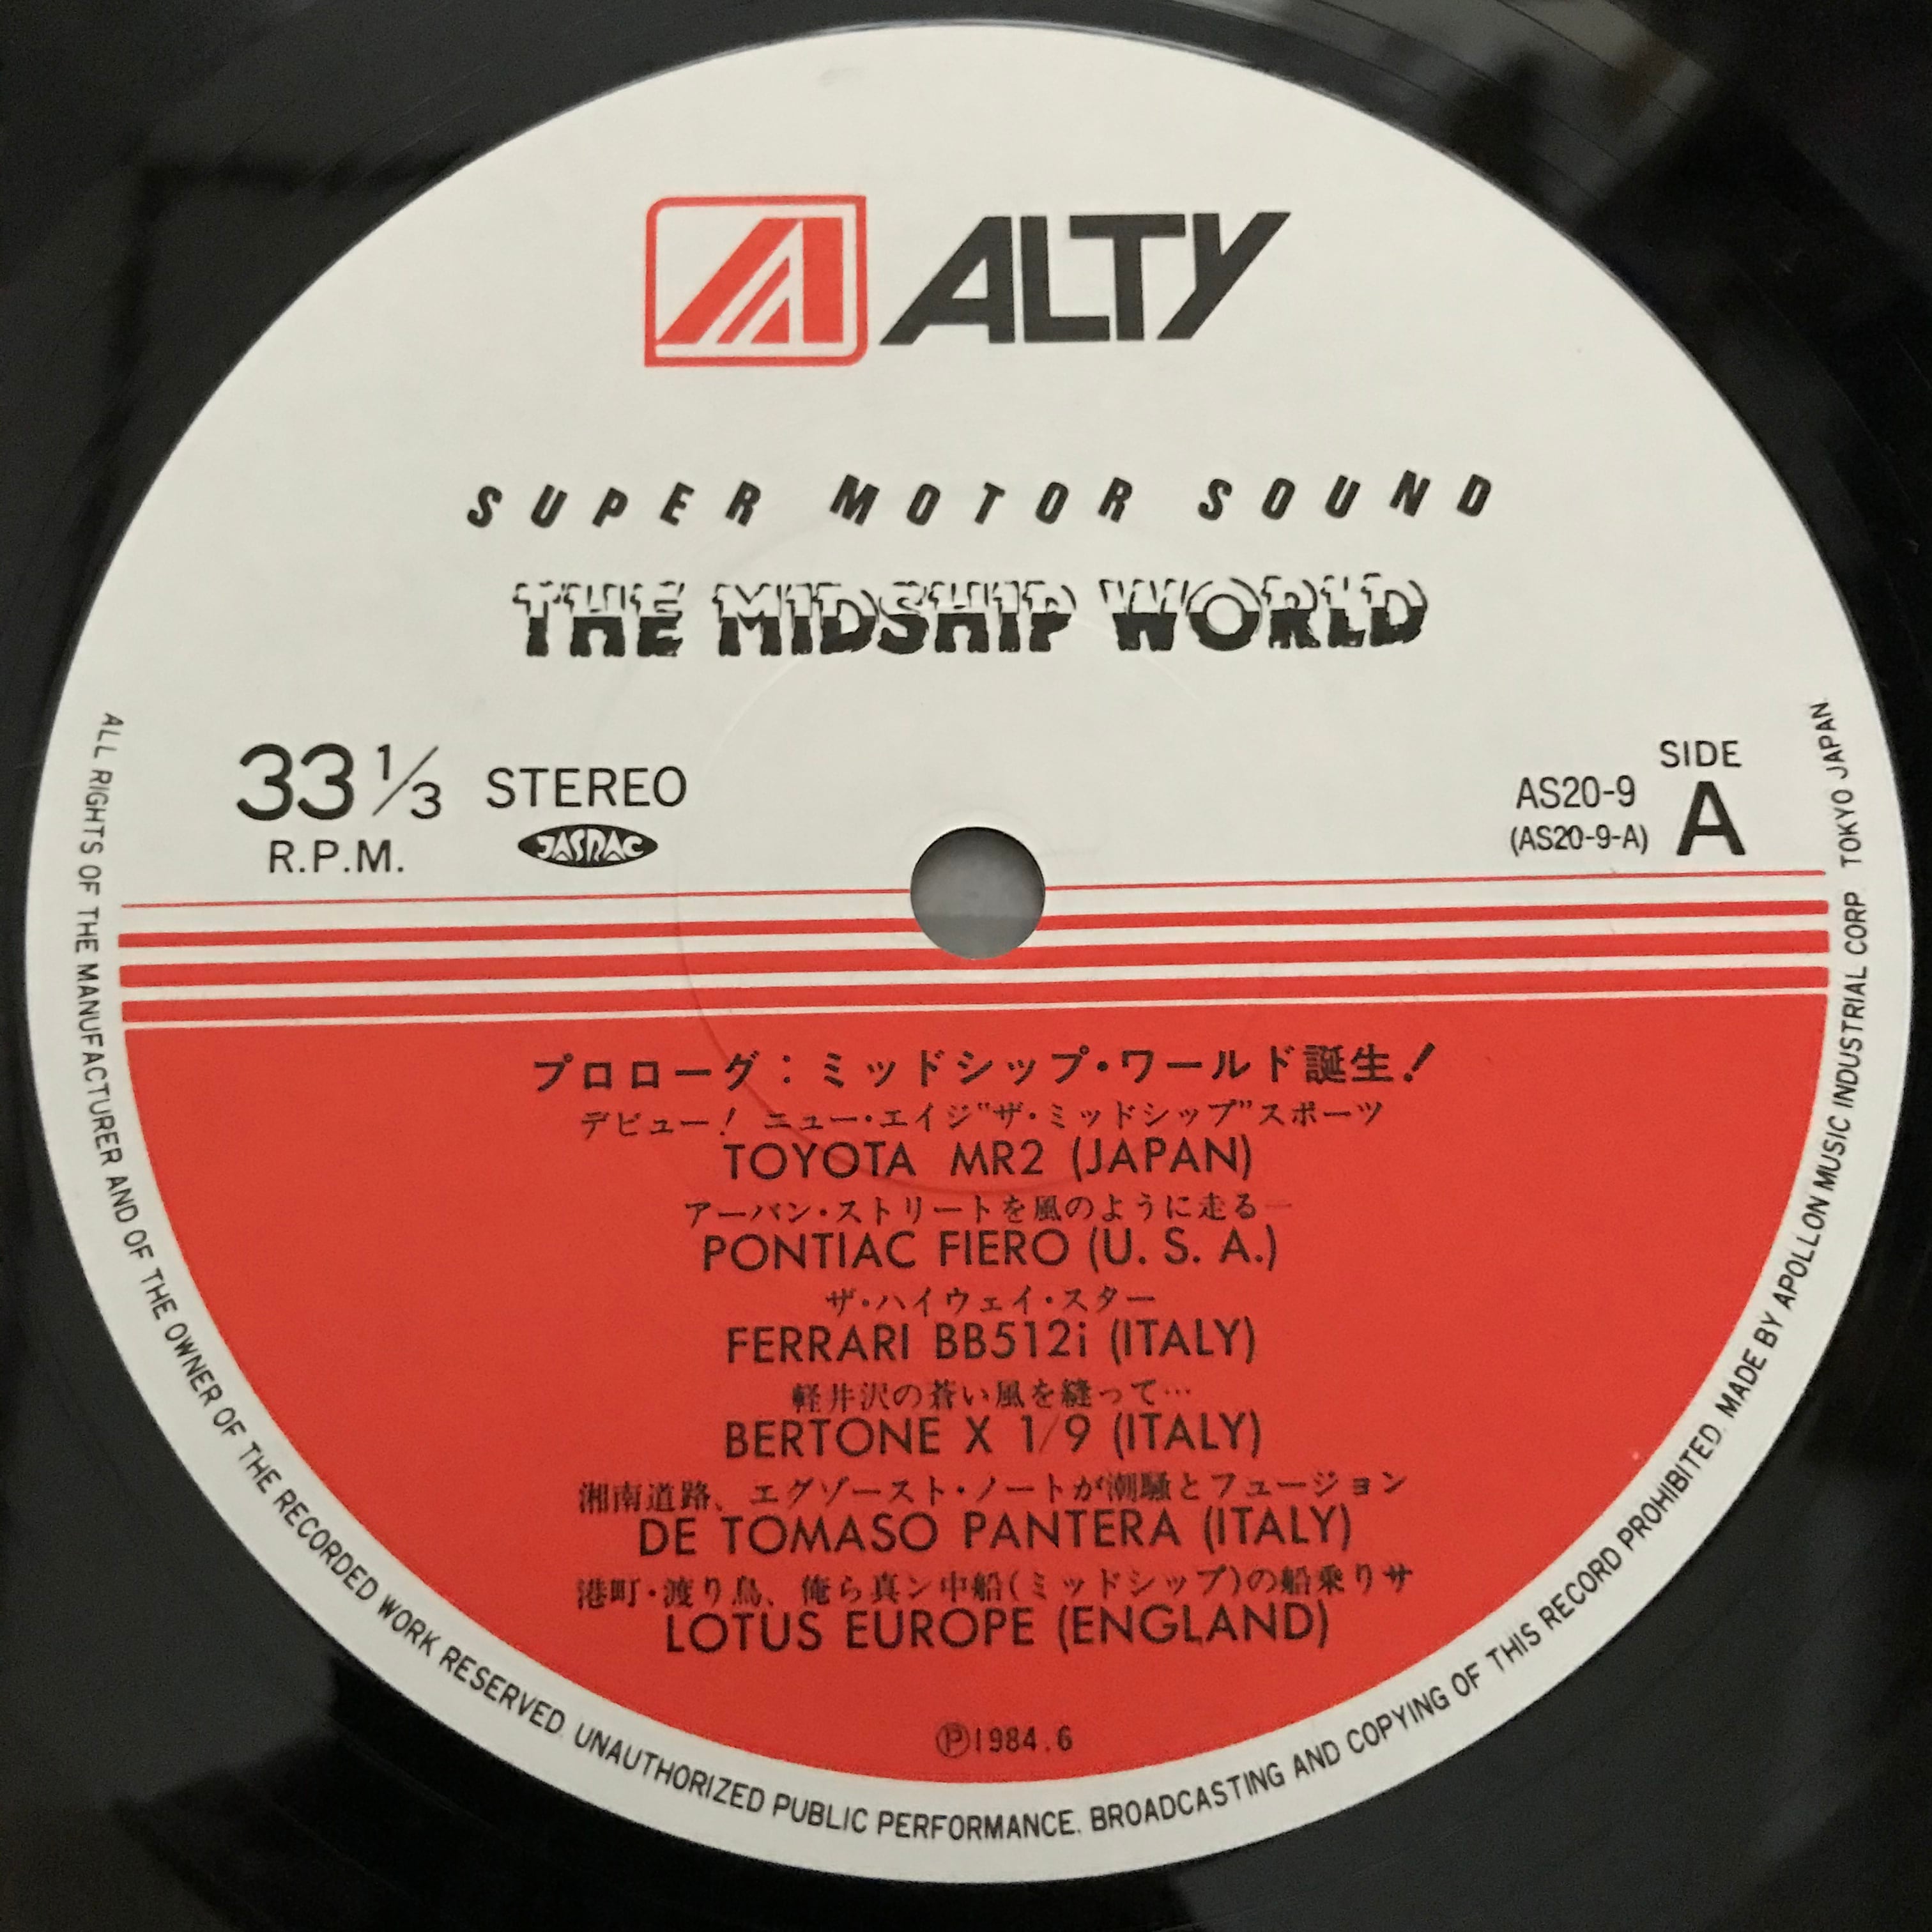 ALTY
SUPER MOTOR SOUND
THE MIDSHIP WORLD
33 1/3 STEREO
R.P.M.
JASRAC
SIDE
AS20-9
(AS20-9-A)
A
プロローグ：ミッドシップ・ワールド誕生！
デビュー！ニュー・エイジ"ザ・ミッドシップ"スポーツ
TOYOTA MR2 (JAPAN)
アーバン・ストリートを風のように走る—
PONTIAC FIERO (U. S. A.)
ザ・ハイウェイ・スター
FERRARI BB512i (ITALY)
軽井沢の蒼い風を縫って…
BERTONE X 1/9 (ITALY)
湘南道路、エグゾースト・ノートが潮騒とフュージョン
DE TOMASO PANTERA (ITALY)
港町・渡り鳥、俺ら真ン中船(ミッドシップ)の船乗りサ
LOTUS EUROPE (ENGLAND)
Ⓟ1984.6
ALL RIGHTS OF THE MANUFACTURER AND OF THE OWNER OF THE RECORDED WORK RESERVED. UNAUTHORIZED PUBLIC PERFORMANCE. BROADCASTING AND COPYING OF THIS RECORD PROHIBITED. MADE BY APOLLON MUSIC INDUSTRIAL CORP. TOKYO JAPAN